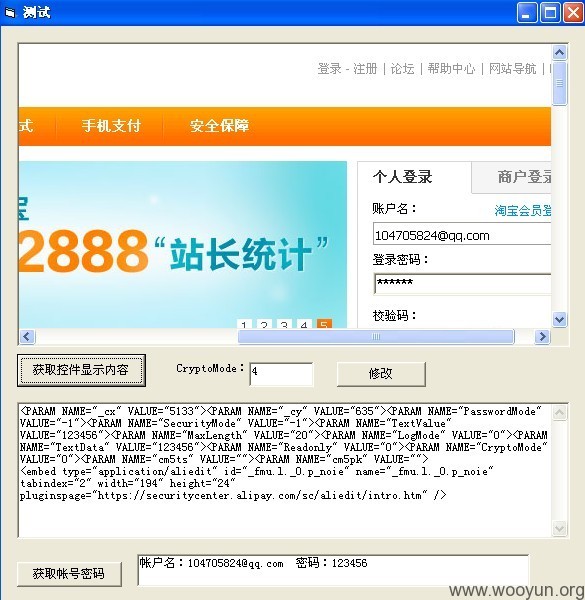 测试
登录 - 注册 | 论坛 | 帮助中心 | 网站导航 |
式 手机支付 安全保障
宝
2888“站长统计”
1 2 3 4 5
个人登录 商户登录
账户名： 淘宝会员登
104705824@qq.com
登录密码：
******
校验码：
获取控件显示内容 CryptoMode： 4 修改
<PARAM NAME="_cx" VALUE="5133"><PARAM NAME="_cy" VALUE="635"><PARAM NAME="PasswordMode"
VALUE="-1"><PARAM NAME="SecurityMode" VALUE="-1"><PARAM NAME="TextValue"
VALUE="123456"><PARAM NAME="MaxLength" VALUE="20"><PARAM NAME="LogMode" VALUE="0"><PARAM
NAME="TextData" VALUE="123456"><PARAM NAME="Readonly" VALUE="0"><PARAM NAME="CryptoMode"
VALUE="0"><PARAM NAME="cm5ts" VALUE=""><PARAM NAME="cm5pk" VALUE="">
<embed type="application/aliedit" id="_fmu.l._0.p_noie" name="_fmu.l._0.p_noie"
tabindex="2" width="194" height="24"
pluginspage="https://securitycenter.alipay.com/sc/aliedit/intro.htm" />
获取帐号密码 帐户名：104705824@qq.com 密码：123456
www.wooyun.org